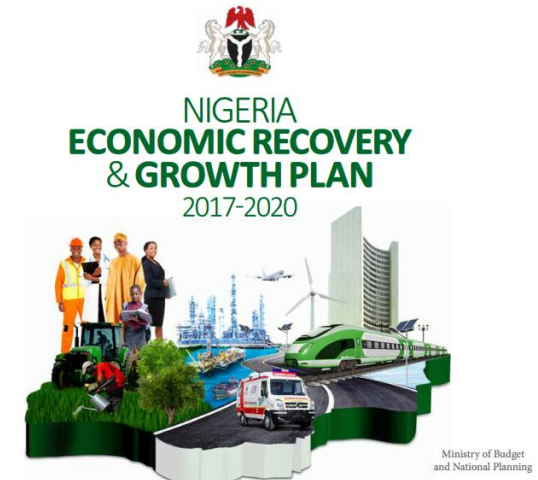 NIGERIA
ECONOMIC RECOVERY
& GROWTH PLAN
2017-2020
Ministry of Budget
and National Planning